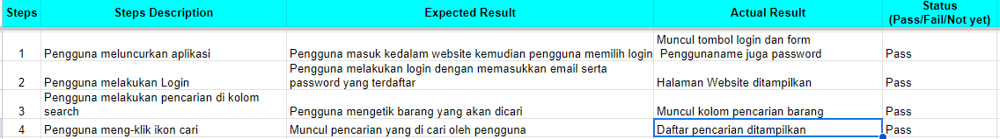 Steps Steps Description Expected Result Actual Result Status
(Pass/Fail/Not yet)
1 Pengguna meluncurkan aplikasi Pengguna masuk kedalam website kemudian pengguna memilih login Muncul tombol login dan form
Penggunaname juga password Pass
2 Pengguna melakukan Login Pengguna melakukan login dengan memasukkan email serta
password yang terdaftar Halaman Website ditampilkan Pass
3 Pengguna melakukan pencarian di kolom
search Pengguna mengetik barang yang akan dicari Muncul kolom pencarian barang Pass
4 Pengguna meng-klik ikon cari Muncul pencarian yang di cari oleh pengguna Daftar pencarian ditampilkan Pass